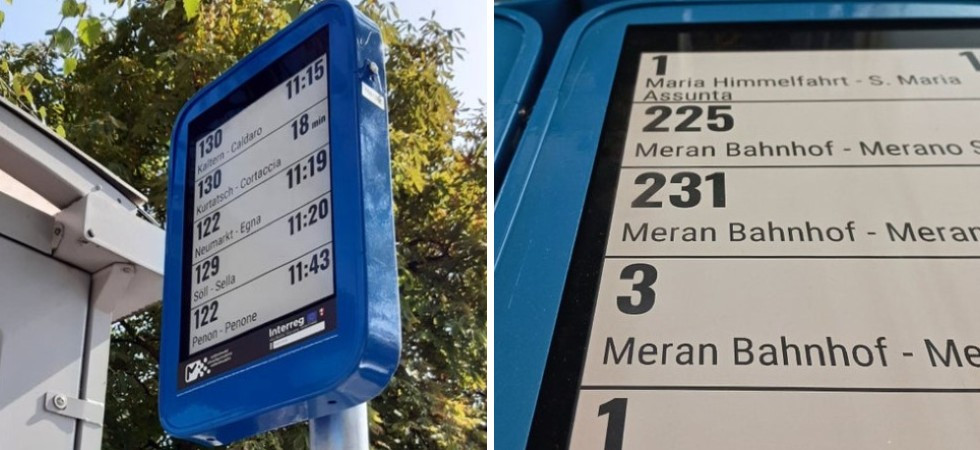 130 11:15
Kaltern - Caldaro
130 18 min
Kurtatsch - Cortaccia
122 11:19
Neumarkt - Egna
129 11:20
Söll - Sella
122 11:43
Penon - Penone
Interreg
1
Maria Himmelfahrt - S. Maria
Assunta
225
Meran Bahnhof - Merano S
231
Meran Bahnhof - Meran
3
Meran Bahnhof - Me
1